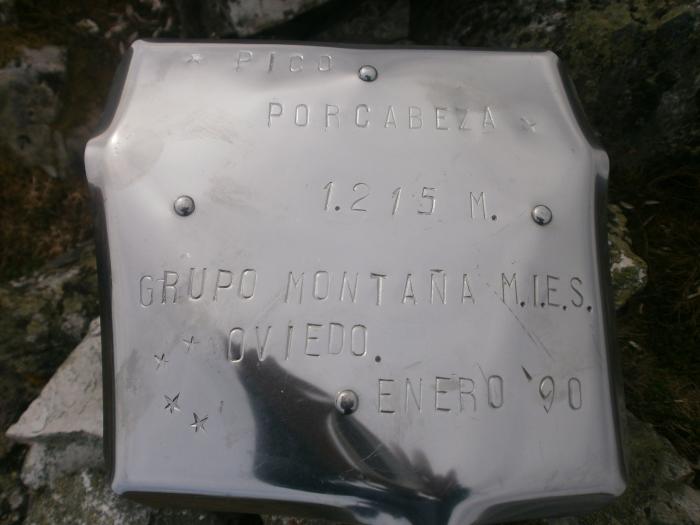 PICO
PORCABEZA
1.215 M.
GRUPO MONTAÑA M.I.E.S.
OVIEDO.
ENERO '90